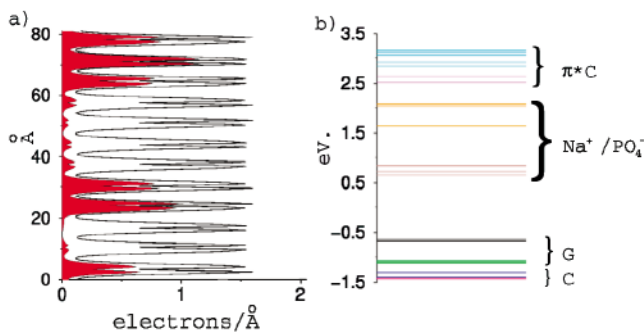 a)
80
60
40
20
0
Å
0
1
2
electrons/Å
b)
3.5
2.5
1.5
0.5
-0.5
-1.5
eV.
} π*C
} Na⁺/PO₄⁻
} G
} C